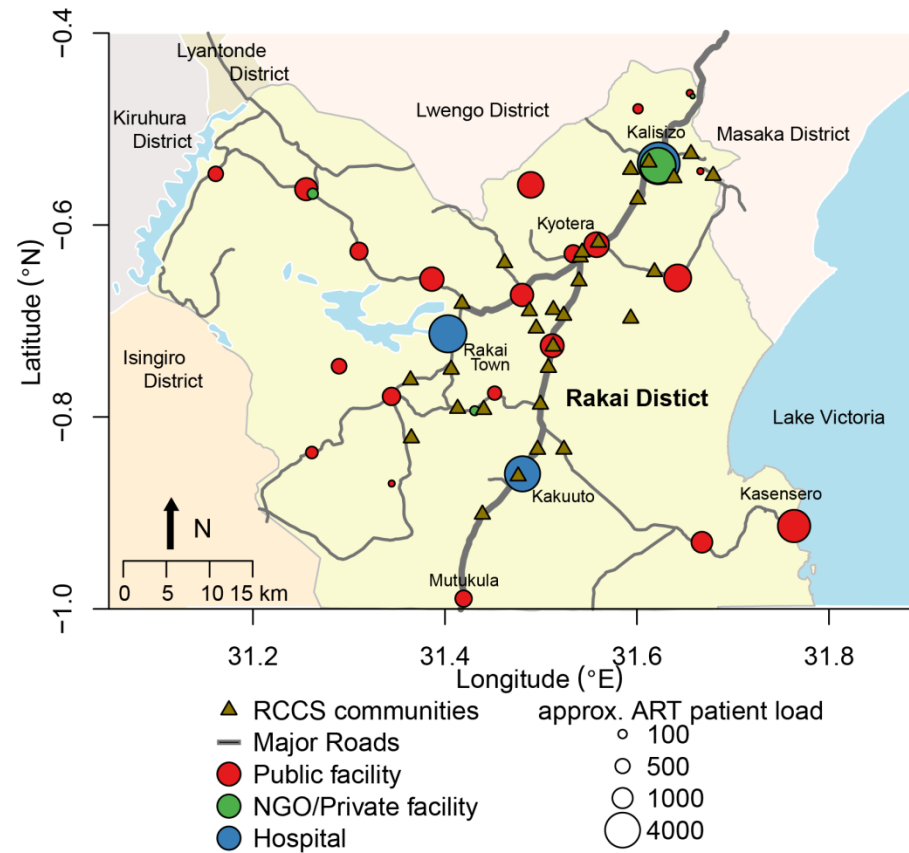 Lyantonde
District
Kiruhura
District
Lwengo District
Kalisizo
Masaka District
Kyotera
Rakai
Town
Isingiro
District
Rakai Distict
Lake Victoria
Kakuuto
Kasensero
Mutukula
N
0 5 10 15 km
−0.4
−0.6
−0.8
−1.0
Latitude (°N)
31.2 31.4 31.6 31.8
Longitude (°E)
RCCS communities
Major Roads
Public facility
NGO/Private facility
Hospital
approx. ART patient load
100
500
1000
4000